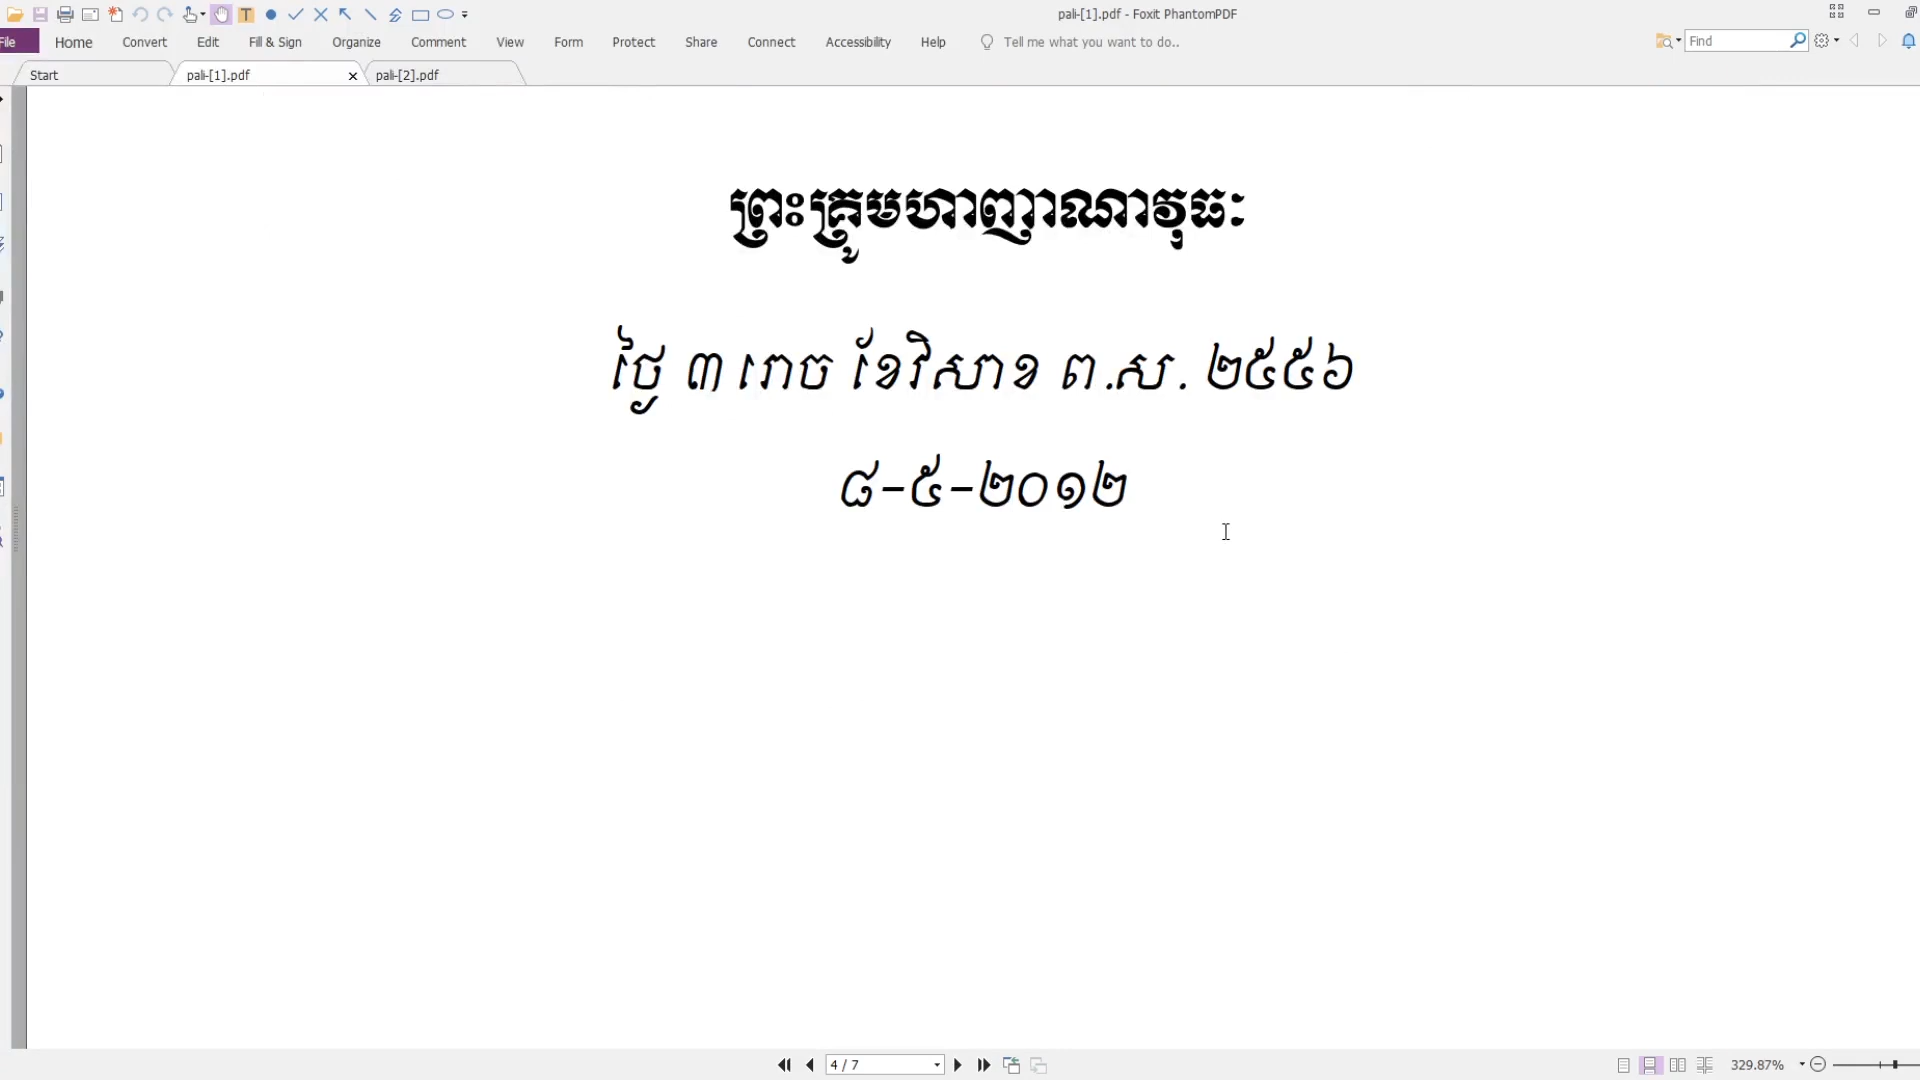 pali-[1].pdf - Foxit PhantomPDF
File Home Convert Edit Fill & Sign Organize Comment View Form Protect Share Connect Accessibility Help Tell me what you want to do.. Find
Start pali-[1].pdf pali-[2].pdf
ព្រះគ្រូមហាញាណាវុធៈ
ថ្ងៃ ៣ រោច ខែវិសាខ ព.ស. ២៥៥៦
៨-៥-២០១២
4 / 7 329.87%